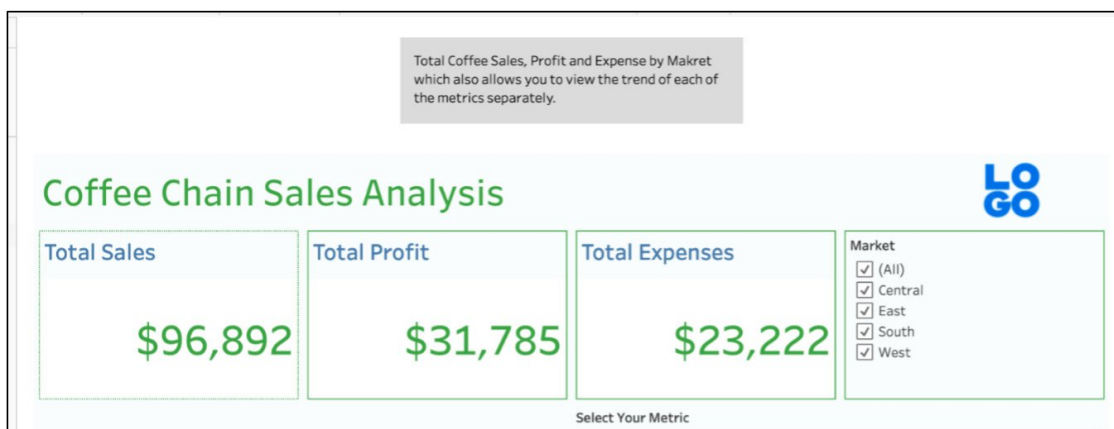 Total Coffee Sales, Profit and Expense by Makret
which also allows you to view the trend of each of
the metrics separately.
Coffee Chain Sales Analysis
LO
GO
Total Sales
$96,892
Total Profit
$31,785
Total Expenses
$23,222
Market
(All)
Central
East
South
West
Select Your Metric